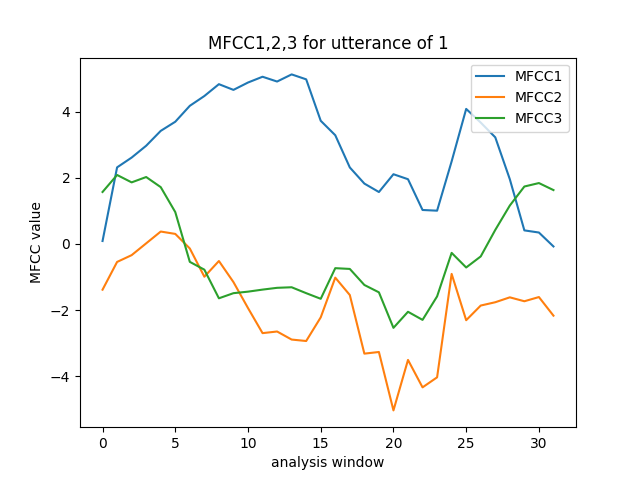 MFCC1,2,3 for utterance of 1
MFCC1
MFCC2
MFCC3
MFCC value
4
2
0
−2
−4
0 5 10 15 20 25 30
analysis window